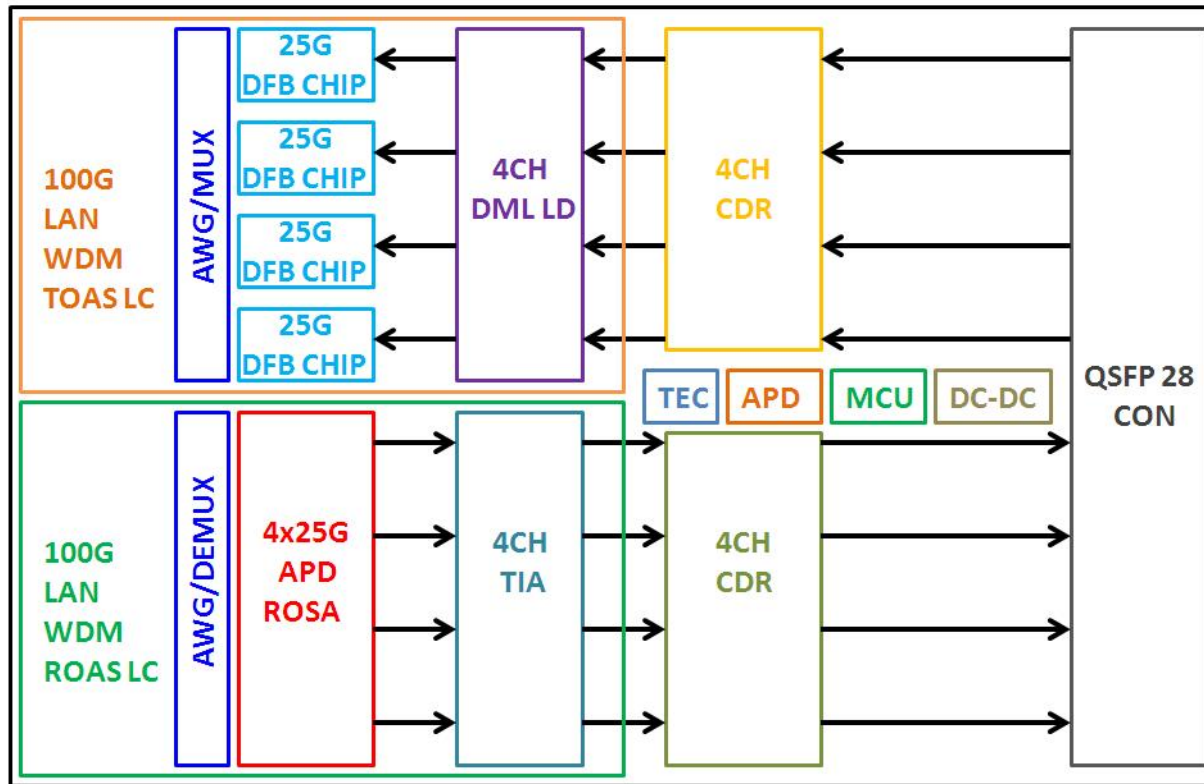 100G
LAN
WDM
TOAS LC
AWG/MUX
25G
DFB CHIP
25G
DFB CHIP
25G
DFB CHIP
25G
DFB CHIP
4CH
DML LD
4CH
CDR
QSFP 28
CON
TEC
APD
MCU
DC-DC
100G
LAN
WDM
ROAS LC
AWG/DEMUX
4x25G
APD
ROSA
4CH
TIA
4CH
CDR